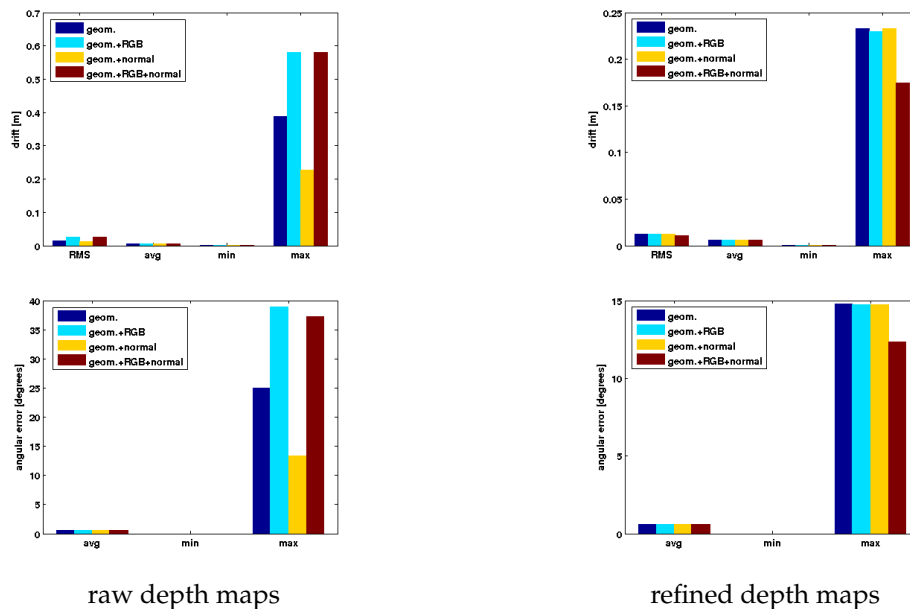 0.7
0.6
0.5
0.4
0.3
0.2
0.1
0
drift [m]
geom.
geom.+RGB
geom.+normal
geom.+RGB+normal
RMS avg min max
0.25
0.2
0.15
0.1
0.05
0
drift [m]
geom.
geom.+RGB
geom.+normal
geom.+RGB+normal
RMS avg min max
40
35
30
25
20
15
10
5
0
angular error [degrees]
geom.
geom.+RGB
geom.+normal
geom.+RGB+normal
avg min max
15
10
5
0
angular error [degrees]
geom.
geom.+RGB
geom.+normal
geom.+RGB+normal
avg min max
raw depth maps
refined depth maps